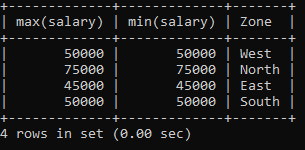 +-------------+-------------+-------+
| max(salary) | min(salary) | Zone  |
+-------------+-------------+-------+
|       50000 |       50000 | West  |
|       75000 |       75000 | North |
|       45000 |       45000 | East  |
|       50000 |       50000 | South |
+-------------+-------------+-------+
4 rows in set (0.00 sec)